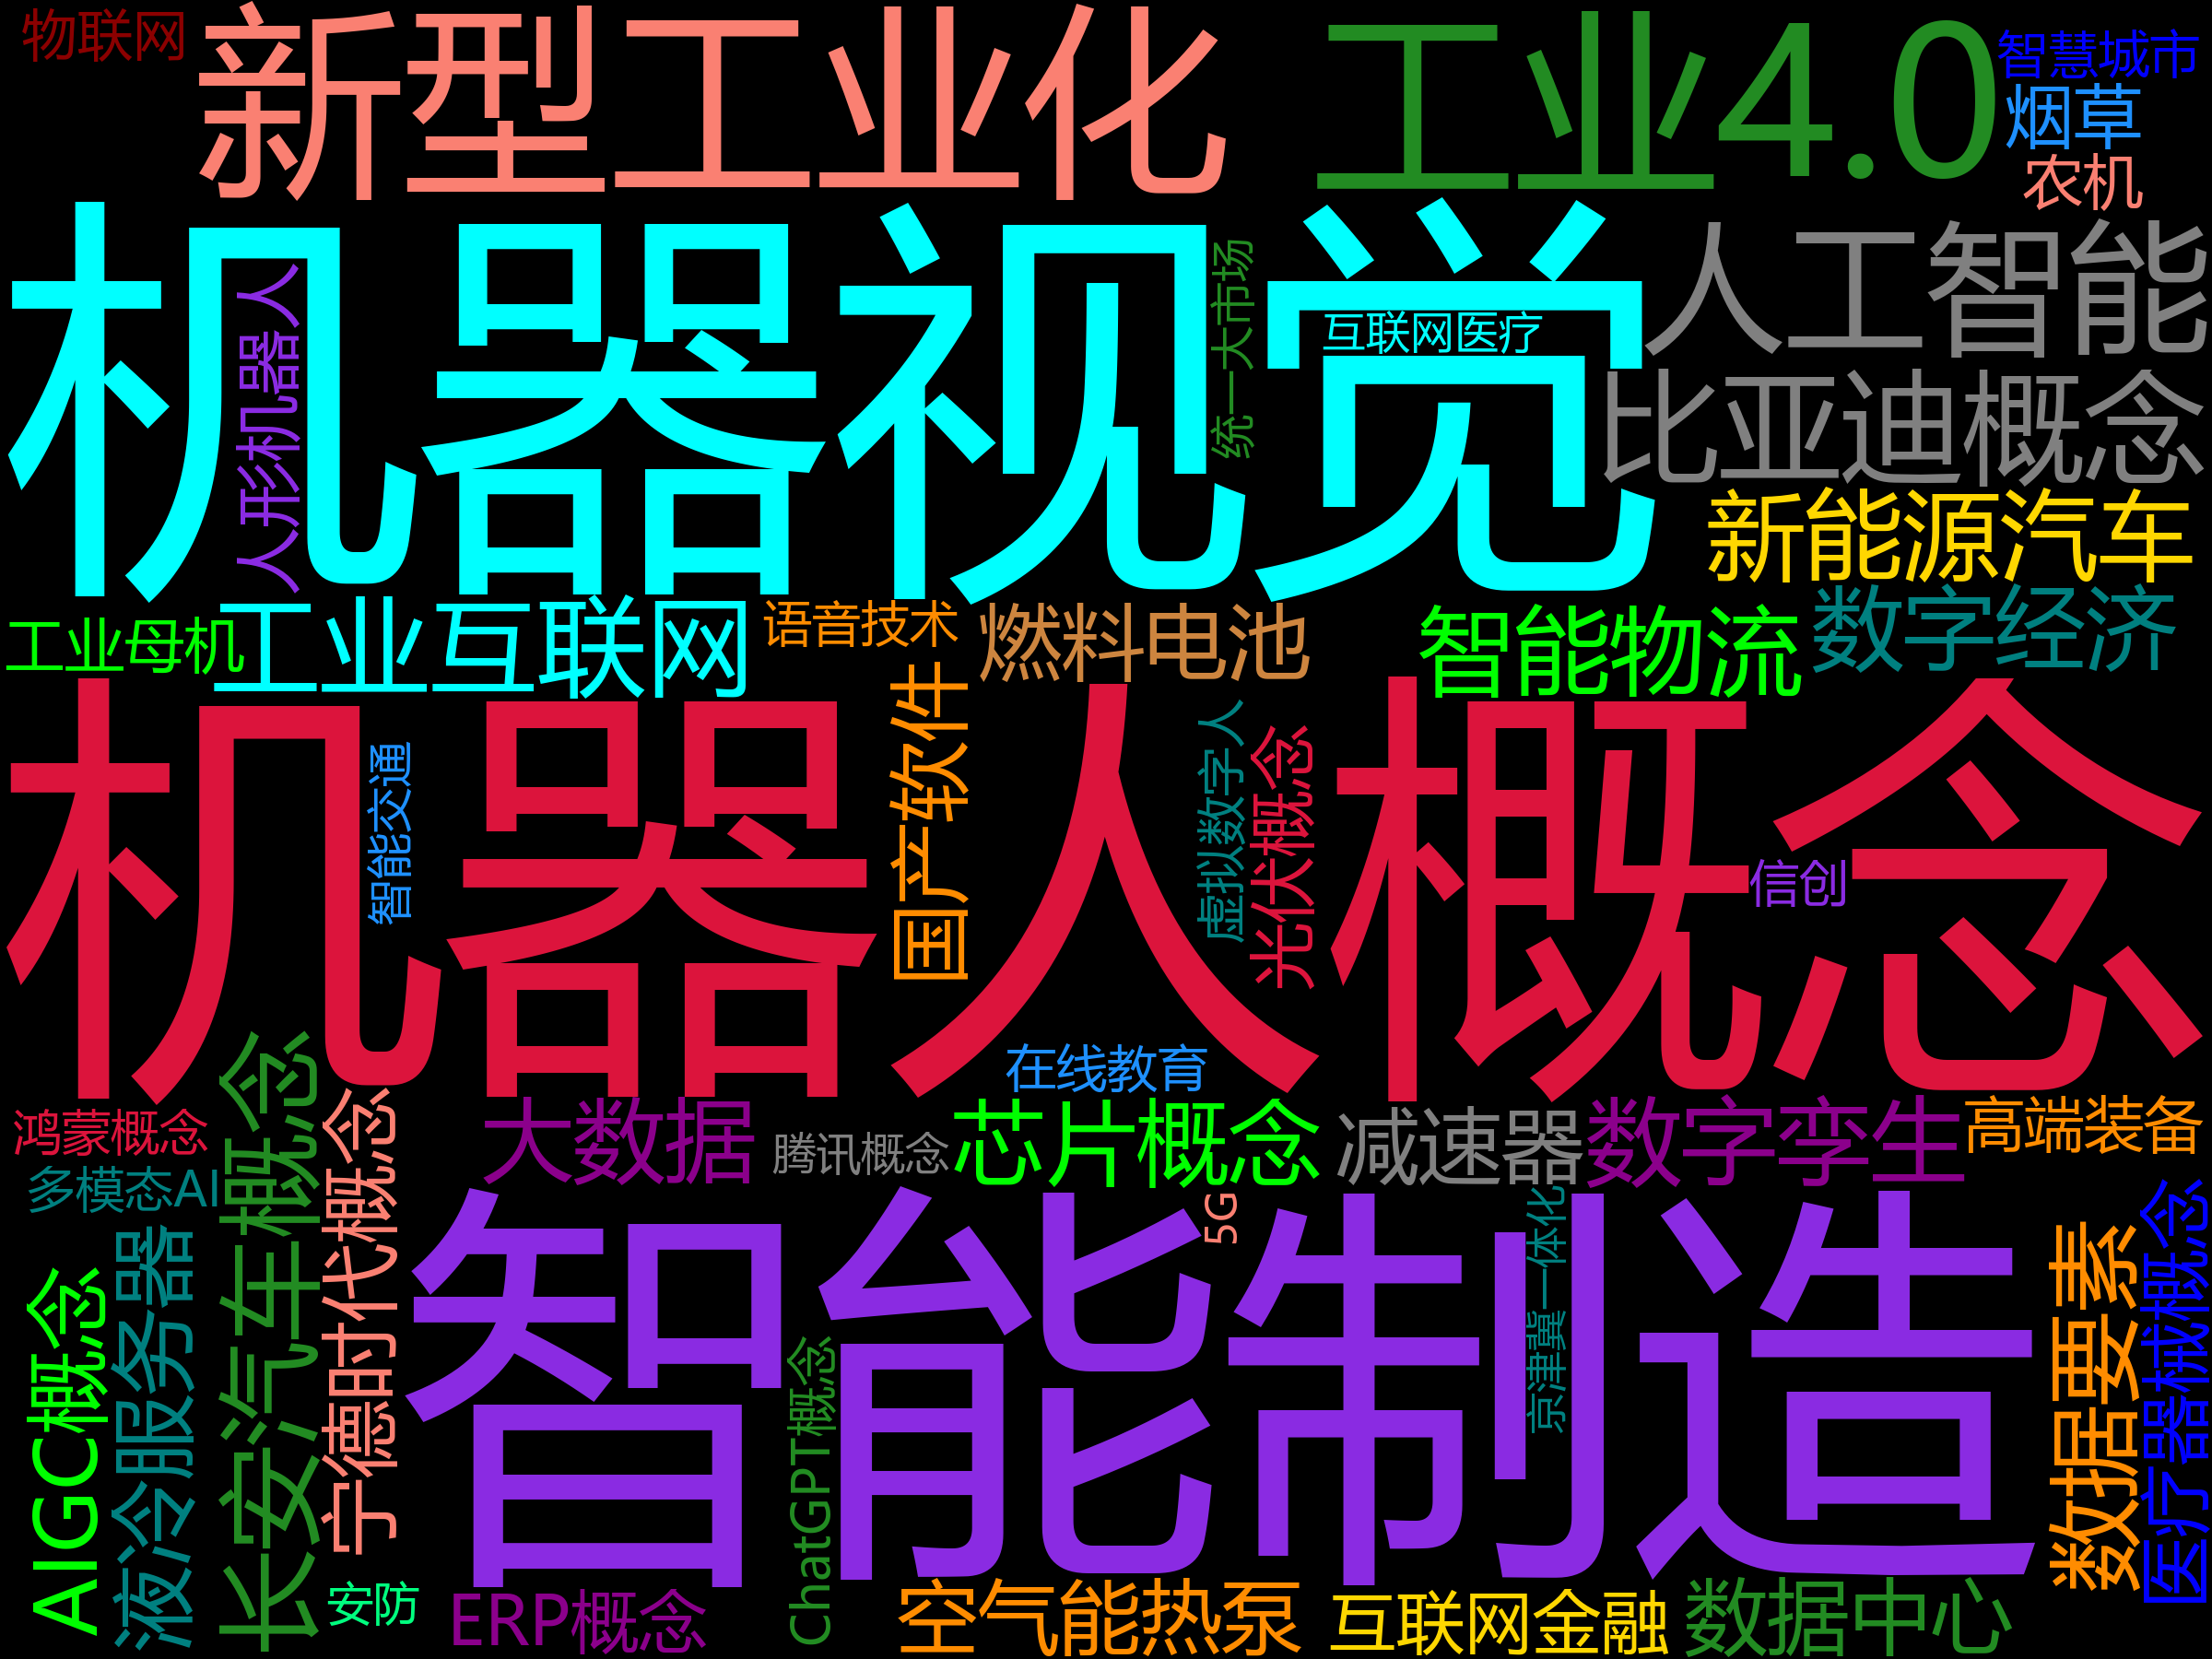 物联网
新型工业化
工业4.0
智慧城市
烟草
农机
机器视觉
人形机器人
统一大市场
互联网医疗
人工智能
比亚迪概念
新能源汽车
工业母机
工业互联网
语音技术
燃料电池
智能物流
数字经济
机器人概念
智能交通
国产软件
虚拟数字人
光伏概念
信创
在线教育
鸿蒙概念
大数据
腾讯概念
芯片概念
减速器
数字孪生
高端装备
多模态AI
AIGC概念
液冷服务器
长安汽车概念
宁德时代概念
智能制造
5G
京津冀一体化
ChatGPT概念
数据要素
医疗器械概念
安防
ERP概念
空气能热泵
互联网金融
数据中心